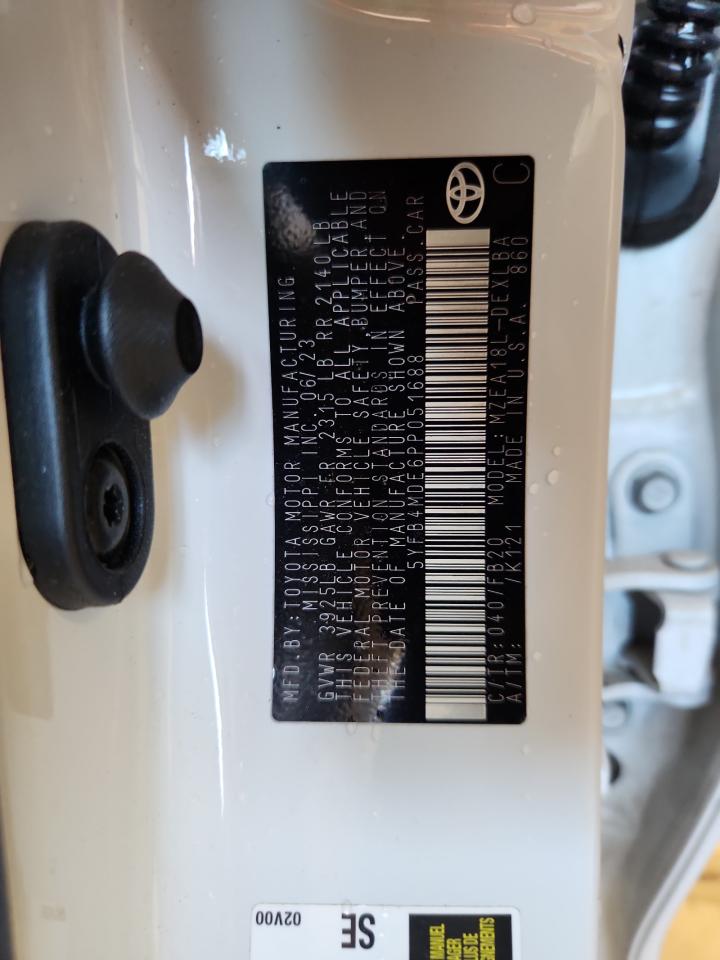 MFD.BY:TOYOTA MOTOR MANUFACTURING
MISSISSIPPI INC.06/23
GVWR 3925LB GAWR FR 2315 LB RR 2140 LB
THIS VEHICLE CONFORMS TO ALL APPLICABLE
FEDERAL MOTOR VEHICLE SAFETY,BUMPER AND
THEFT PREVENTION STANDARDS IN EFFECT ON
THE DATE OF MANUFACTURE SHOWN ABOVE.
5YFB4MDE6PP051688 PASS.CAR
C/TR:040/FB20 MODEL:MZEA18L-DEXLBA
A/TM: /K121 MADE IN U.S.A. 860
C
02V00
SE
MANUEL